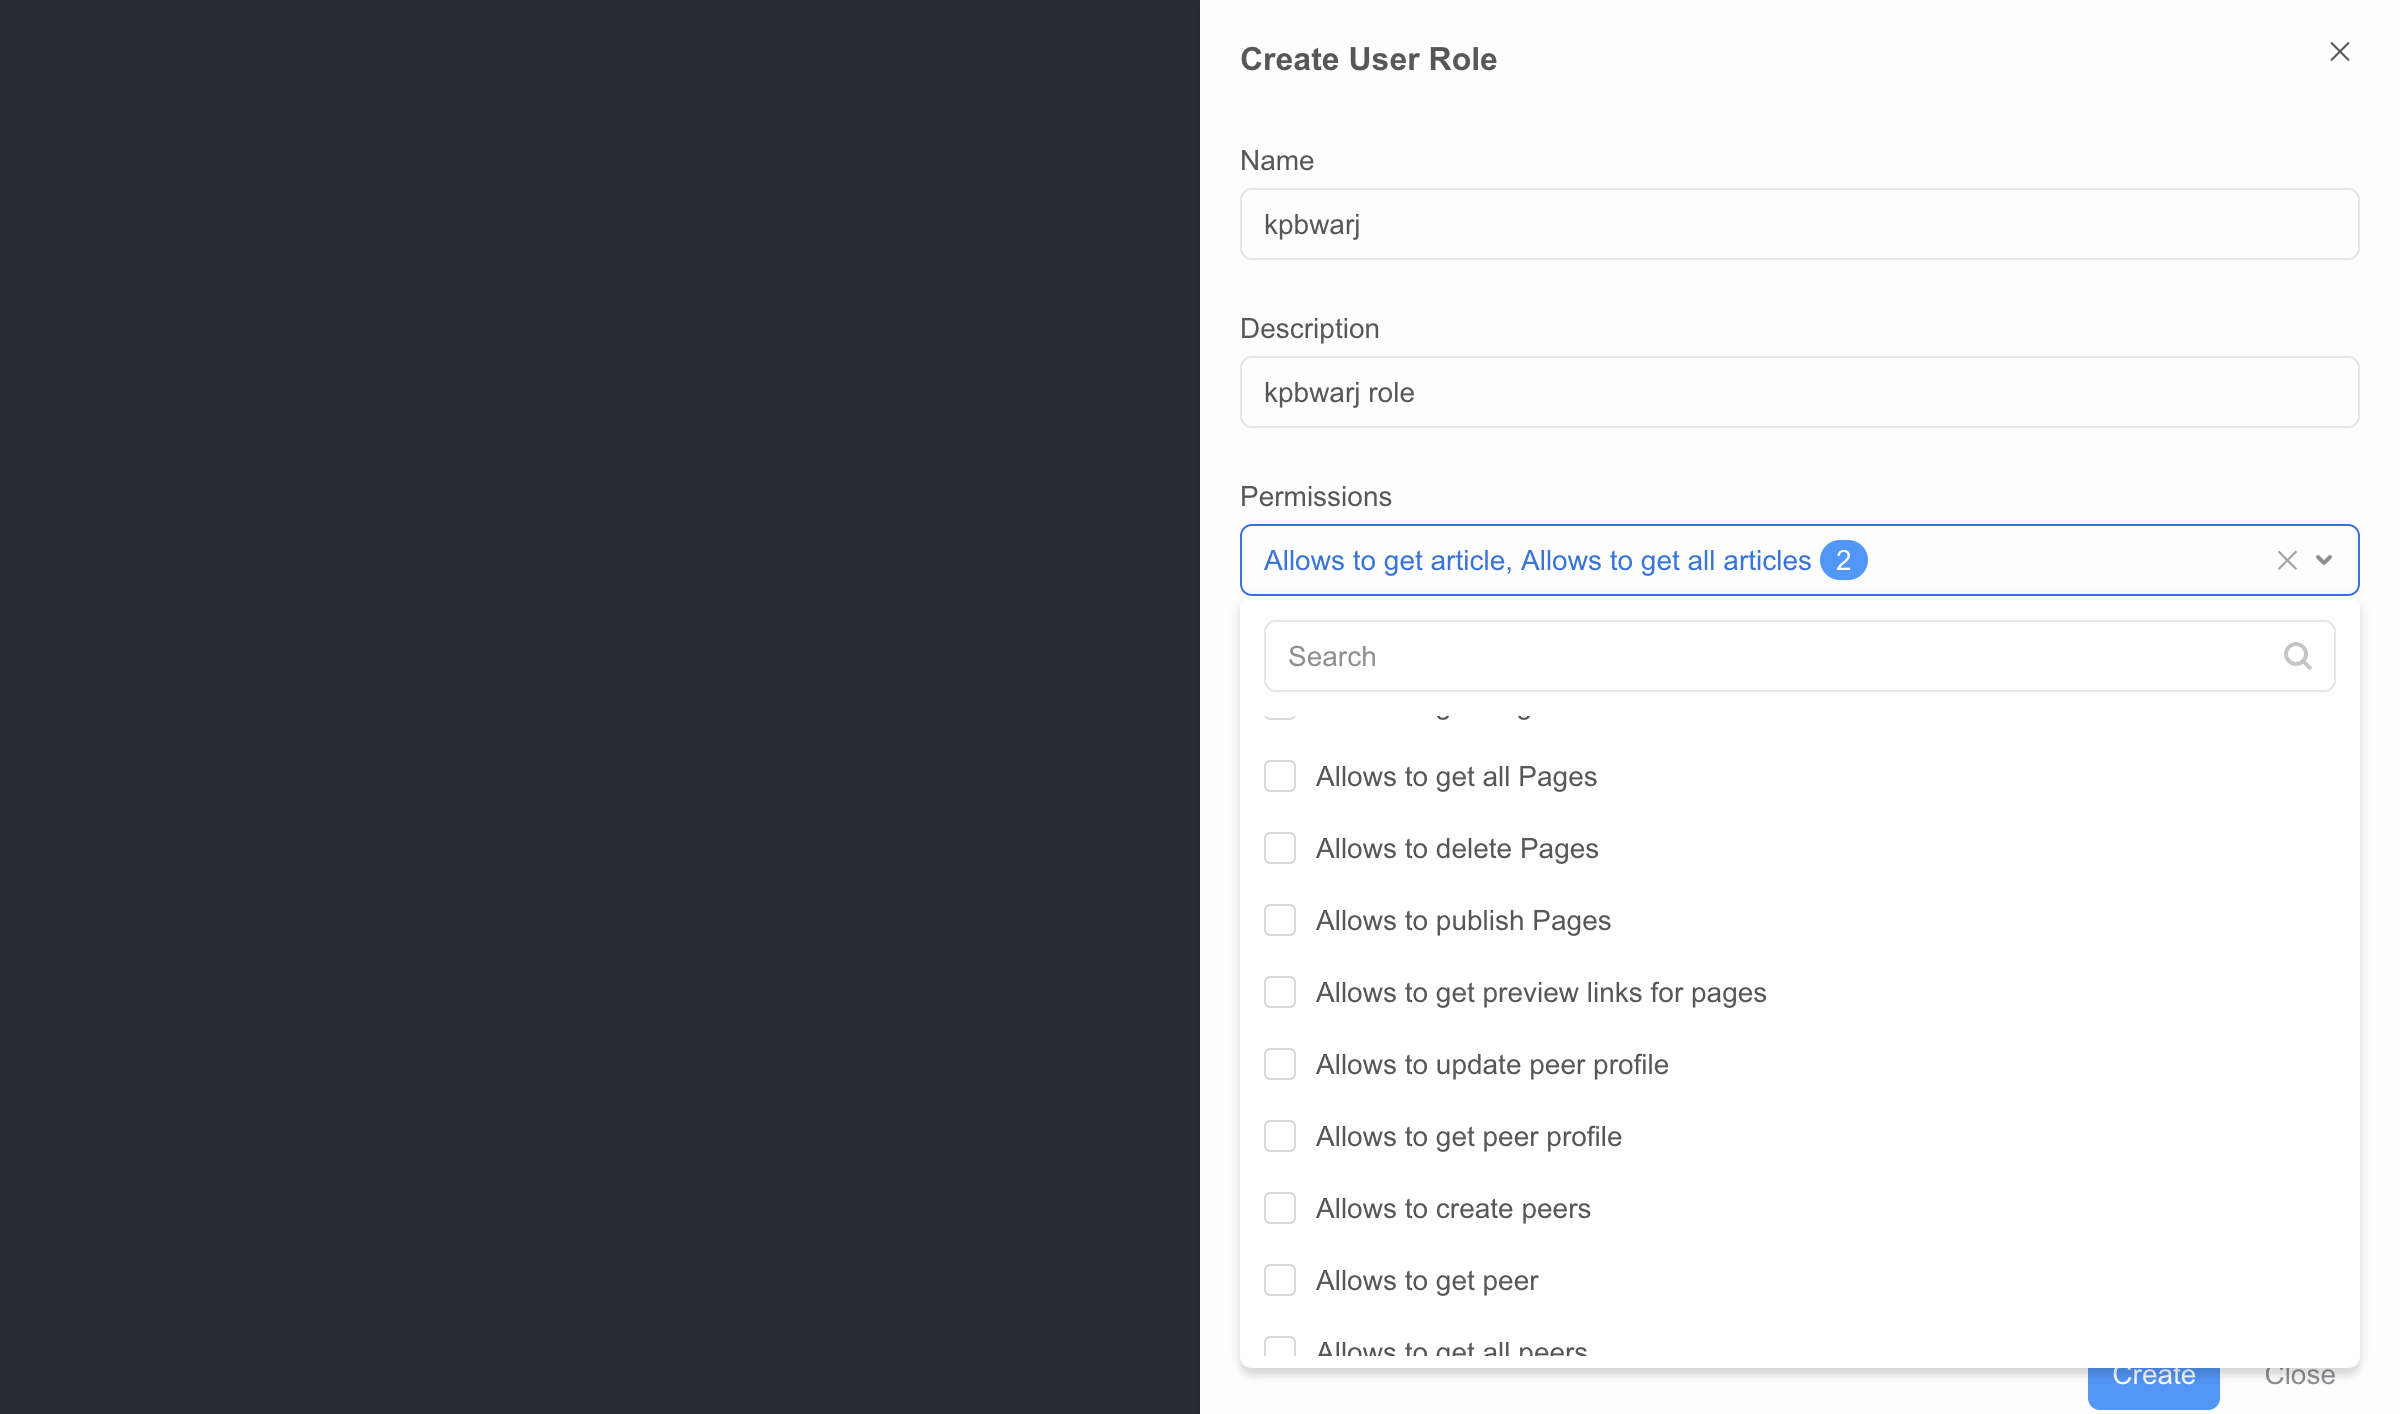 Create User Role
Name
kpbwarj
Description
kpbwarj role
Permissions
Allows to get article, Allows to get all articles 2
Search
Allows to get all Pages
Allows to delete Pages
Allows to publish Pages
Allows to get preview links for pages
Allows to update peer profile
Allows to get peer profile
Allows to create peers
Allows to get peer
Allows to get all peers
Create Close